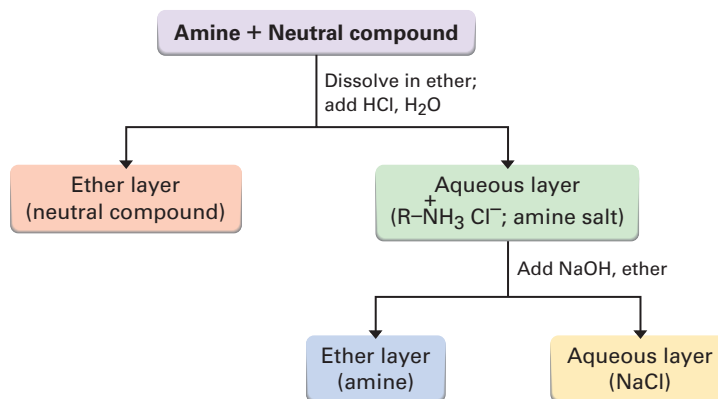 Amine + Neutral compound
Dissolve in ether;
add HCl, H₂O
Ether layer
(neutral compound)
Aqueous layer
(R–N⁺H₃ Cl⁻; amine salt)
Add NaOH, ether
Ether layer
(amine)
Aqueous layer
(NaCl)